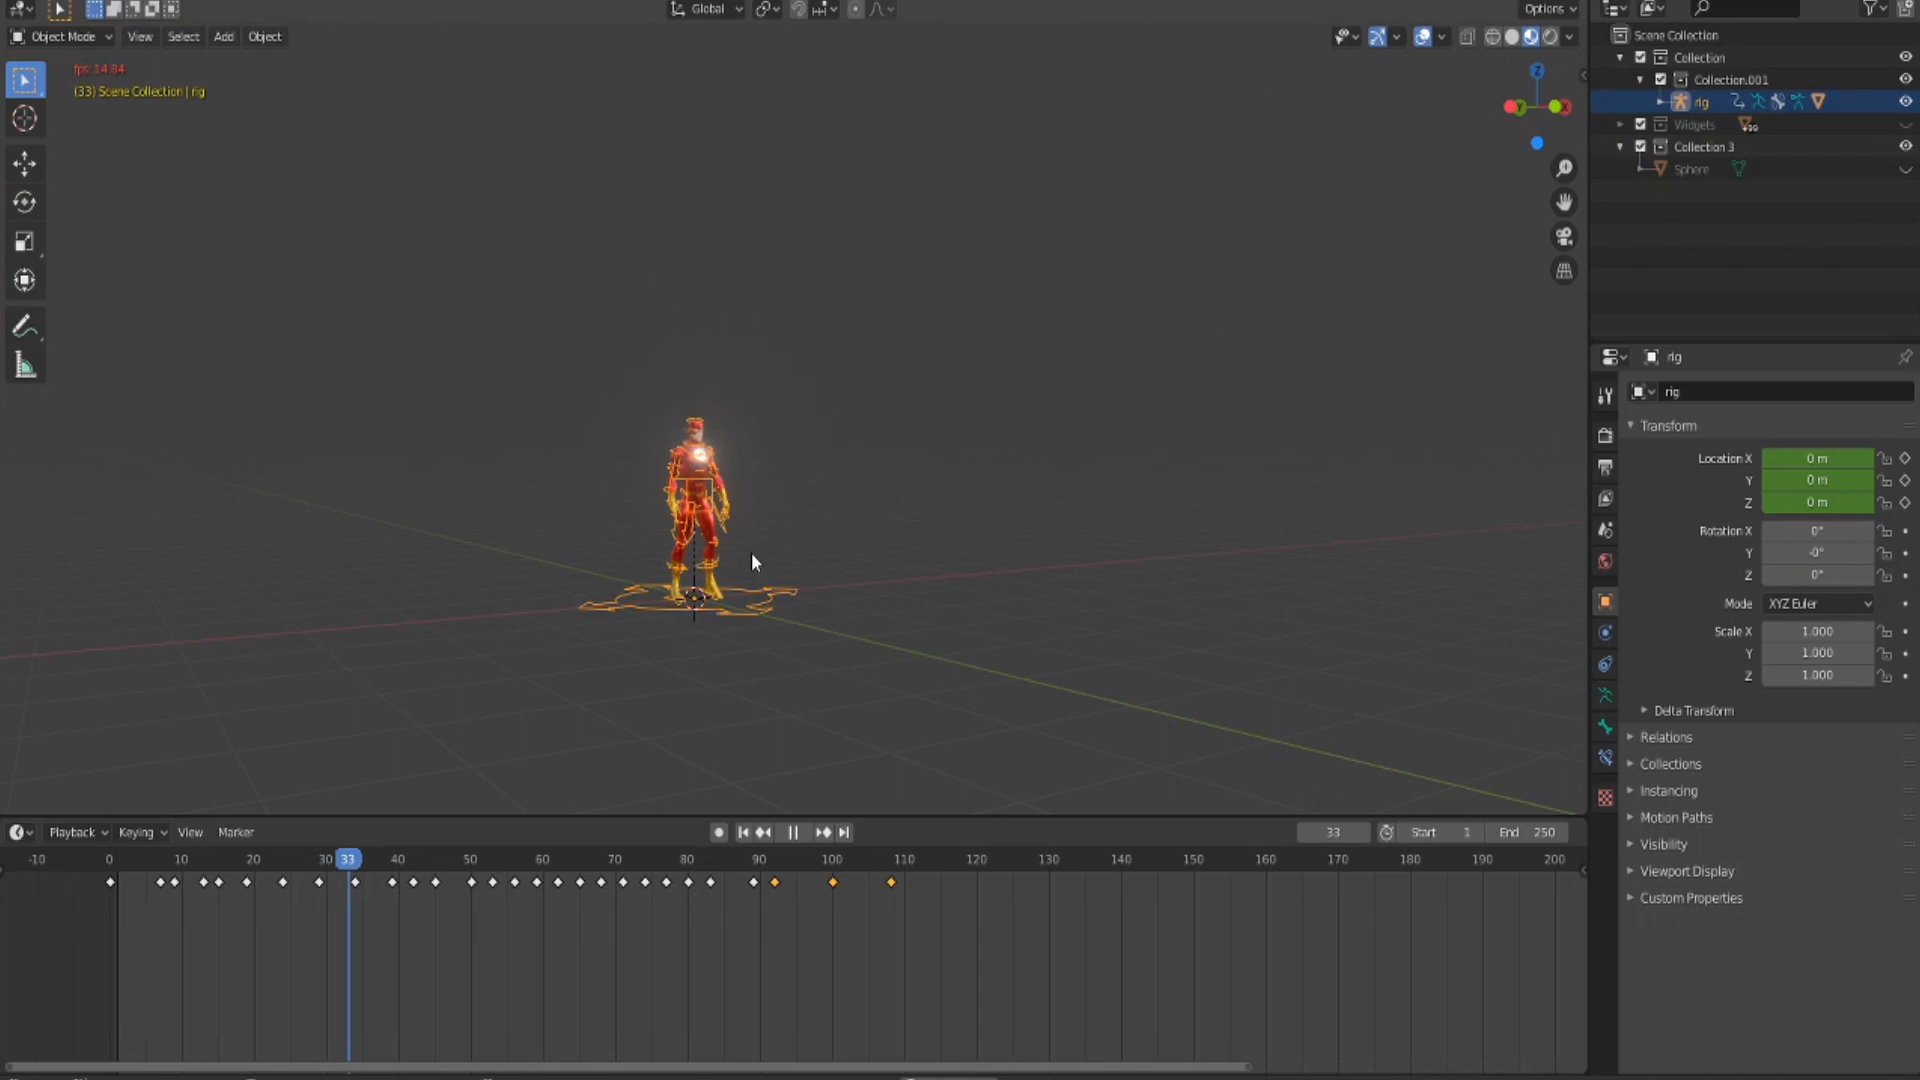 Global
Options
Object Mode View Select Add Object
Scene Collection
Collection
Collection.001
rig
Widgets
Collection 3
Sphere
fps: 14.84
(33) Scene Collection | rig
Z
Y
X
rig
rig
Transform
Location X 0 m
Y 0 m
Z 0 m
Rotation X 0°
Y -0°
Z 0°
Mode XYZ Euler
Scale X 1.000
Y 1.000
Z 1.000
Delta Transform
Relations
Collections
Instancing
Motion Paths
Visibility
Viewport Display
Custom Properties
Playback Keying View Marker
33 Start 1 End 250
-10 0 10 20 30 33 40 50 60 70 80 90 100 110 120 130 140 150 160 170 180 190 200